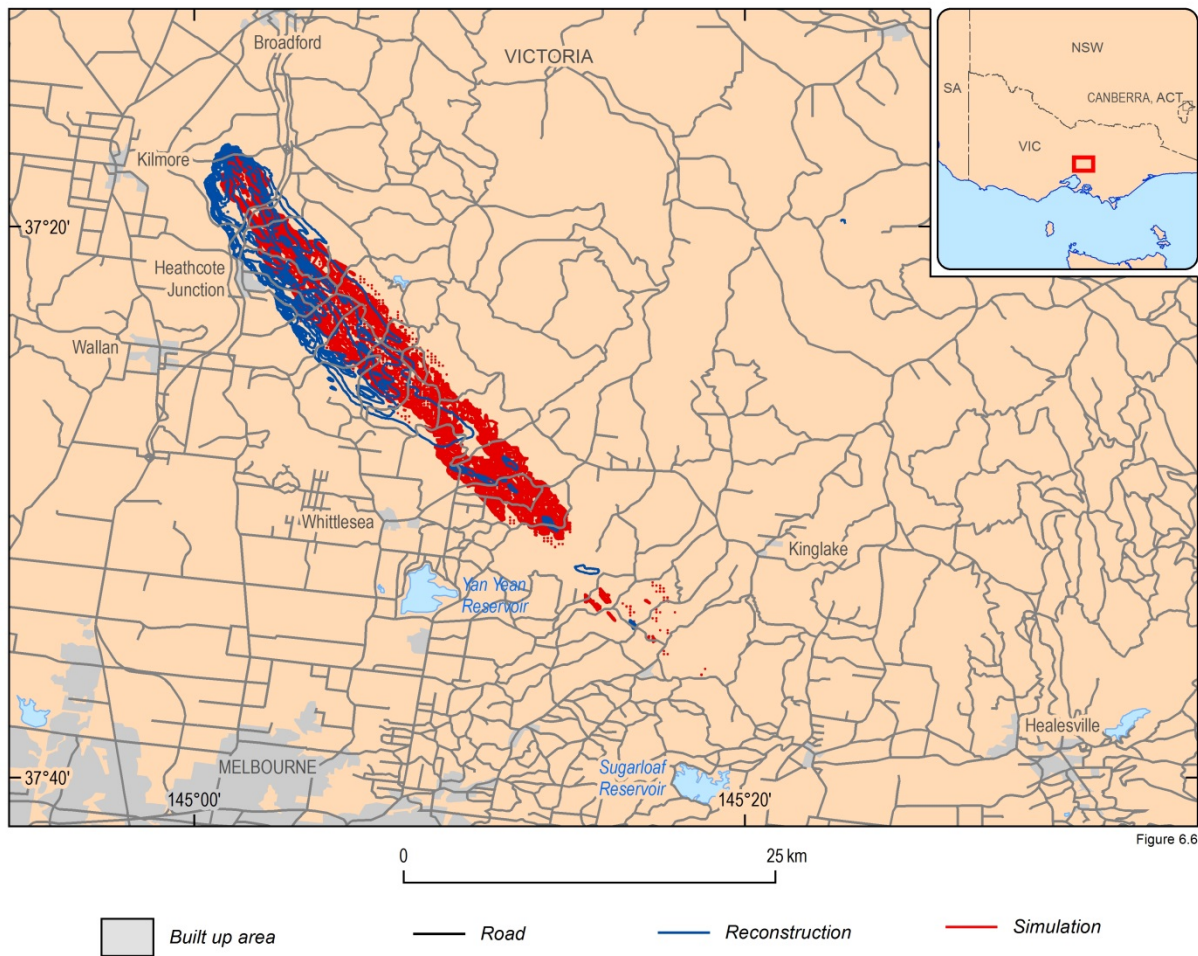 Broadford
VICTORIA
NSW
SA
CANBERRA, ACT
VIC
Kilmore
37°20'
Heathcote
Junction
Wallan
Whittlesea
Yan Yean
Reservoir
Kinglake
Healesville
MELBOURNE
Sugarloaf
Reservoir
37°40'
145°00'
145°20'
Figure 6.6
0
25 km
Built up area
Road
Reconstruction
Simulation